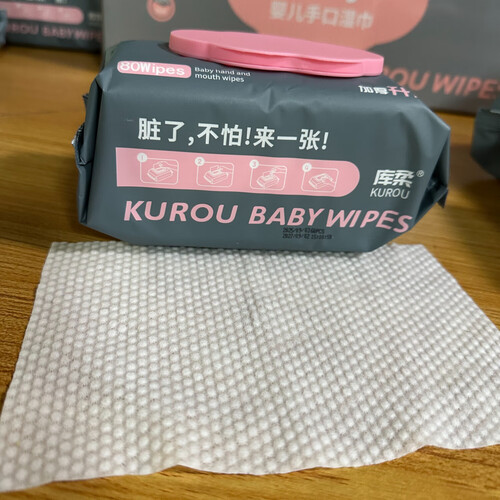 婴儿手口湿巾
KUROU WIPES
80Wipes
Baby hand and
mouth wipes
加厚
脏了,不怕!来一张!
1 2 3 4
库柔®
KUROU
KUROU BABY WIPES